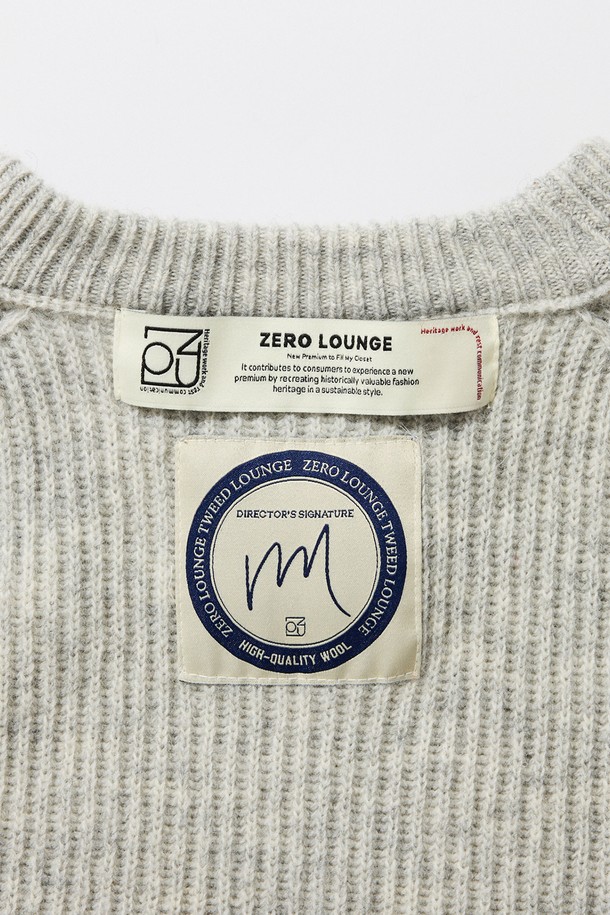 Heritage work and rest communication
ZERO LOUNGE
New Premium to Fill My Closet
It contributes to consumers to experience a new
premium by recreating historically valuable fashion
heritage in a sustainable style.
Heritage work and rest communication
ZERO LOUNGE TWEED LOUNGE ZERO LOUNGE TWEED LOUNGE
DIRECTOR'S SIGNATURE
HIGH-QUALITY WOOL